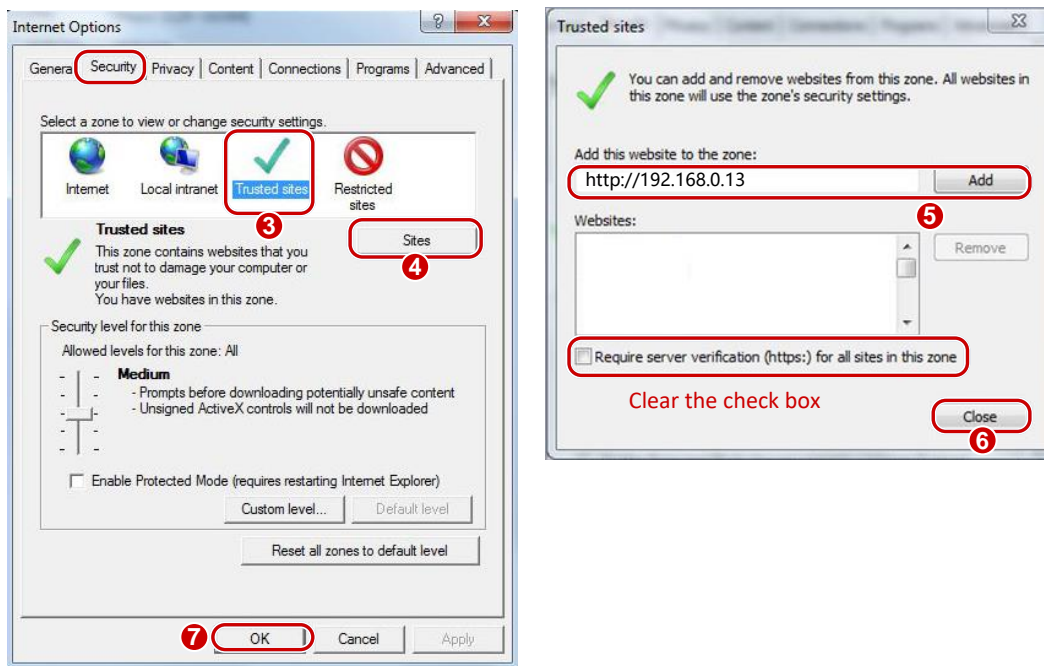 Internet Options
General Security Privacy Content Connections Programs Advanced
Select a zone to view or change security settings.
Internet
Local intranet
Trusted sites
Restricted
sites
3
Trusted sites
This zone contains websites that you
trust not to damage your computer or
your files.
You have websites in this zone.
Sites
4
Security level for this zone
Allowed levels for this zone: All
Medium
- Prompts before downloading potentially unsafe content
- Unsigned ActiveX controls will not be downloaded
Enable Protected Mode (requires restarting Internet Explorer)
Custom level... Default level
Reset all zones to default level
7 OK Cancel Apply
Trusted sites
You can add and remove websites from this zone. All websites in
this zone will use the zone's security settings.
Add this website to the zone:
http://192.168.0.13 Add
5
Websites:
Remove
Require server verification (https:) for all sites in this zone
Clear the check box
Close
6